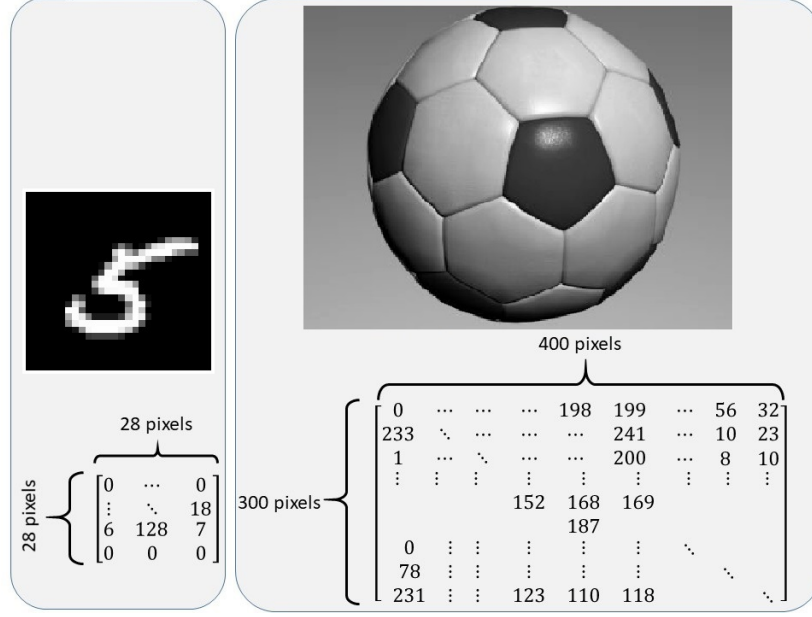 28 pixels
28 pixels
0 ⋯ 0
⋮ ⋱ 18
6 128 7
0 0 0
400 pixels
300 pixels
0 ⋯ ⋯ ⋯ 198 199 ⋯ 56 32
233 ⋱ ⋯ ⋯ ⋯ 241 ⋯ 10 23
1 ⋯ ⋱ ⋯ ⋯ 200 ⋯ 8 10
⋮ ⋮ ⋮ ⋮ ⋮ ⋮ ⋮ ⋮ ⋮
152 168 169
187
0 ⋮ ⋮ ⋮ ⋮ ⋮ ⋱
78 ⋮ ⋮ ⋮ ⋮ ⋮ ⋱
231 ⋮ ⋮ 123 110 118 ⋱